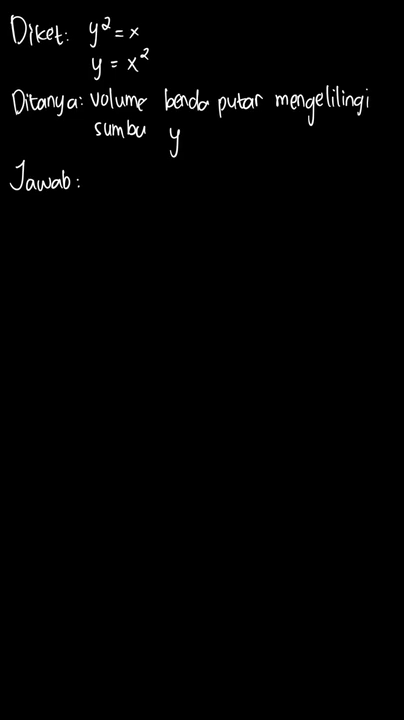 Diket: y² = x
y = x²
Ditanya: volume benda putar mengelilingi
sumbu y
Jawab: